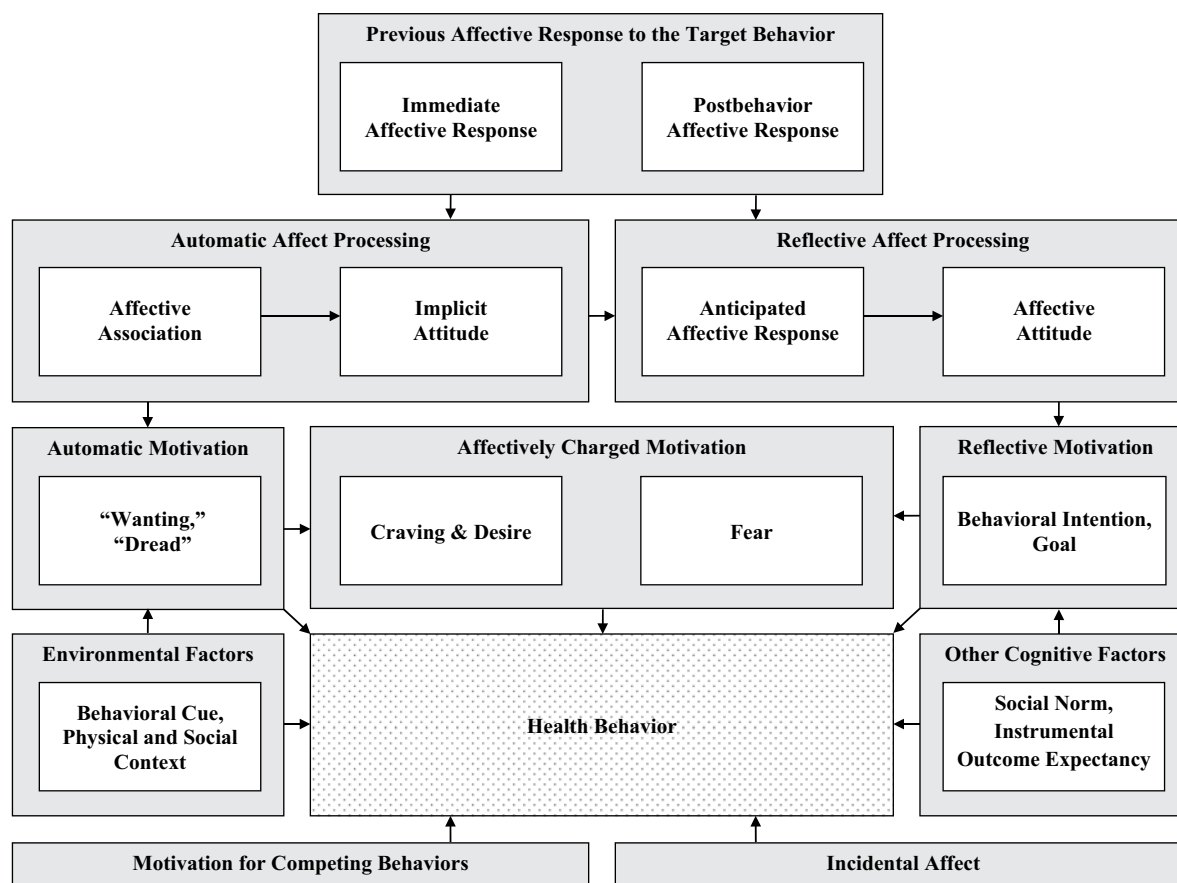 Previous Affective Response to the Target Behavior
Immediate
Affective Response
Postbehavior
Affective Response
Automatic Affect Processing
Affective
Association
Implicit
Attitude
Reflective Affect Processing
Anticipated
Affective Response
Affective
Attitude
Automatic Motivation
“Wanting,”
“Dread”
Affectively Charged Motivation
Craving & Desire
Fear
Reflective Motivation
Behavioral Intention,
Goal
Environmental Factors
Behavioral Cue,
Physical and Social
Context
Health Behavior
Other Cognitive Factors
Social Norm,
Instrumental
Outcome Expectancy
Motivation for Competing Behaviors
Incidental Affect